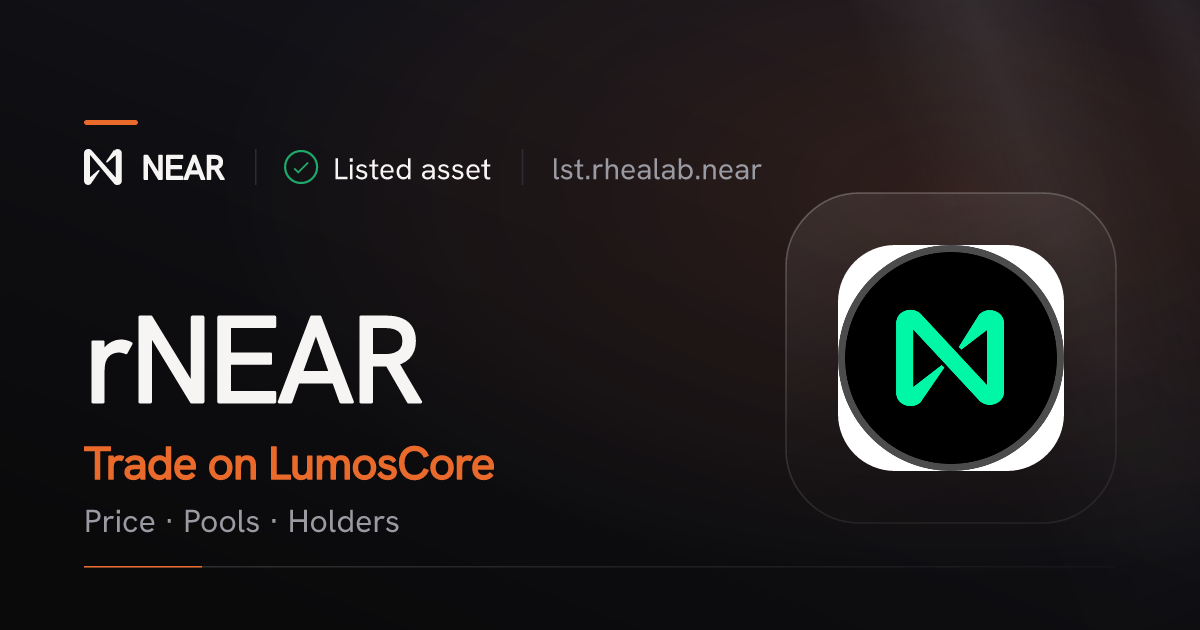 NEAR | Listed asset | lst.rhealab.near
rNEAR
Trade on LumosCore
Price · Pools · Holders